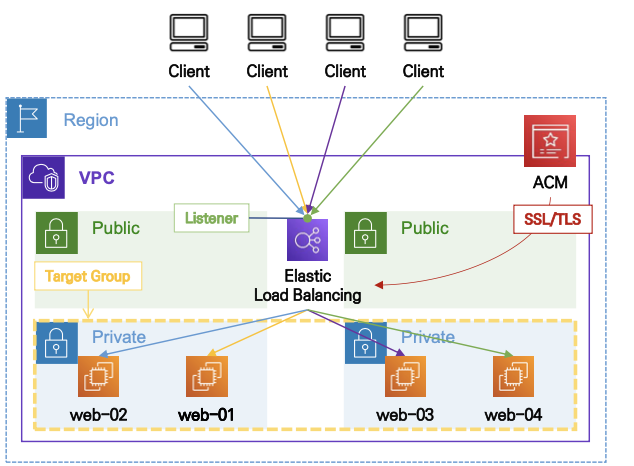 Client
Client
Client
Client
Region
ACM
VPC
SSL/TLS
Listener
Public
Public
Elastic
Load Balancing
Target Group
Private
Private
web-02
web-01
web-03
web-04